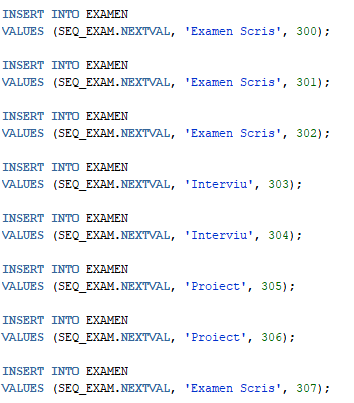 INSERT INTO EXAMEN
VALUES (SEQ_EXAM.NEXTVAL, 'Examen Scris', 300);
INSERT INTO EXAMEN
VALUES (SEQ_EXAM.NEXTVAL, 'Examen Scris', 301);
INSERT INTO EXAMEN
VALUES (SEQ_EXAM.NEXTVAL, 'Examen Scris', 302);
INSERT INTO EXAMEN
VALUES (SEQ_EXAM.NEXTVAL, 'Interviu', 303);
INSERT INTO EXAMEN
VALUES (SEQ_EXAM.NEXTVAL, 'Interviu', 304);
INSERT INTO EXAMEN
VALUES (SEQ_EXAM.NEXTVAL, 'Proiect', 305);
INSERT INTO EXAMEN
VALUES (SEQ_EXAM.NEXTVAL, 'Proiect', 306);
INSERT INTO EXAMEN
VALUES (SEQ_EXAM.NEXTVAL, 'Examen Scris', 307);